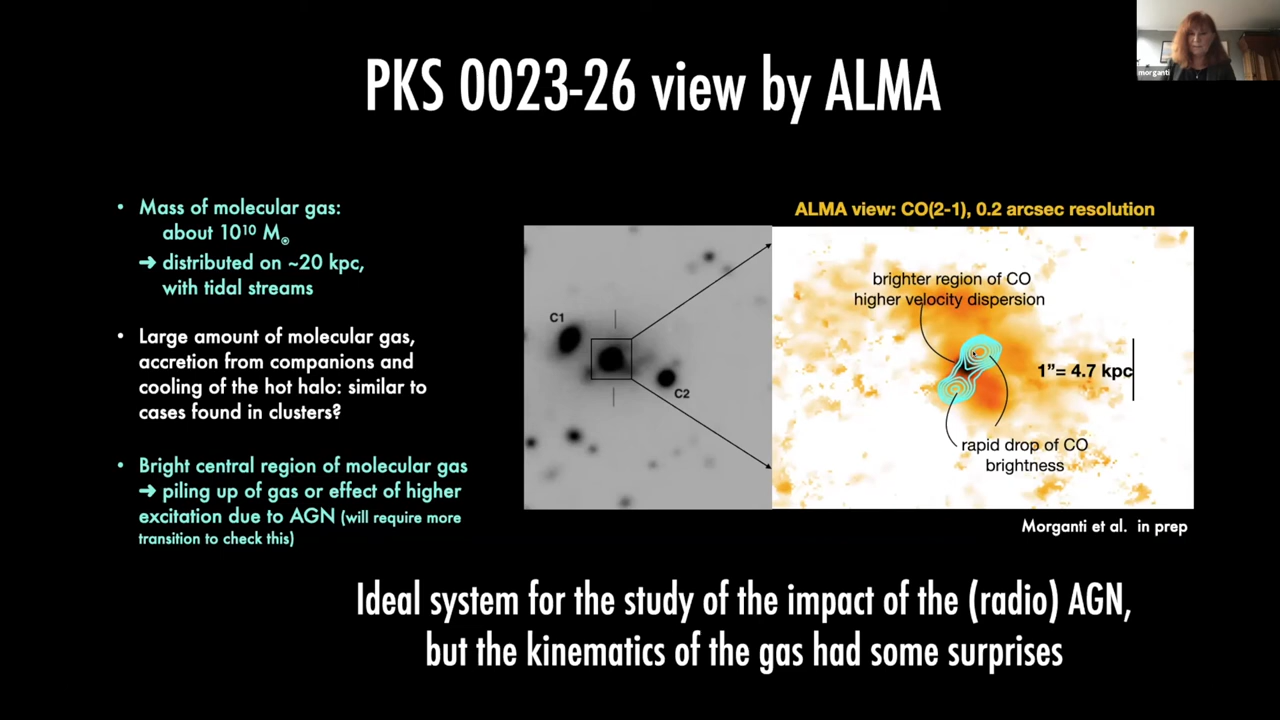 PKS 0023-26 view by ALMA
morganti
• Mass of molecular gas:
about 10¹⁰ M☉
➜ distributed on ~20 kpc,
with tidal streams
• Large amount of molecular gas,
accretion from companions and
cooling of the hot halo: similar to
cases found in clusters?
• Bright central region of molecular gas
➜ piling up of gas or effect of higher
excitation due to AGN (will require more
transition to check this)
C1
C2
ALMA view: CO(2-1), 0.2 arcsec resolution
brighter region of CO
higher velocity dispersion
1”= 4.7 kpc
rapid drop of CO
brightness
Morganti et al. in prep
Ideal system for the study of the impact of the (radio) AGN,
but the kinematics of the gas had some surprises